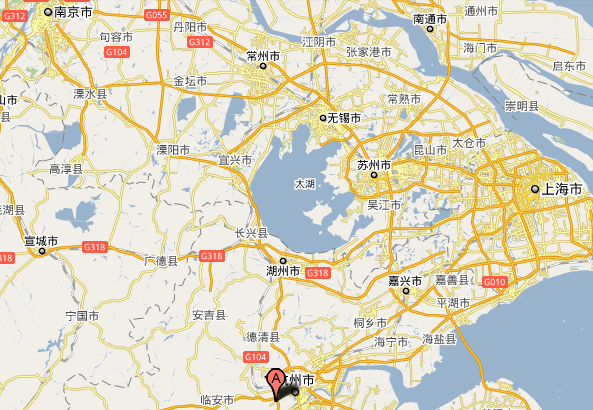 G312
南京市
G055
丹阳市
南通市
通州市
句容市
G104
G312
江阴市
张家港市
海门市
常州市
启东市
金坛市
溧水县
常熟市
崇明县
山市
县
无锡市
溧阳市
宜兴市
昆山市
太仓市
高淳县
苏州市
太湖
上海市
吴江市
芜湖县
宣城市
G318
长兴县
广德县
G318
湖州市
G318
嘉兴市
嘉善县
G010
平湖市
宁国市
安吉县
桐乡市
德清县
海宁市
海盐县
G104
A
州市
临安市